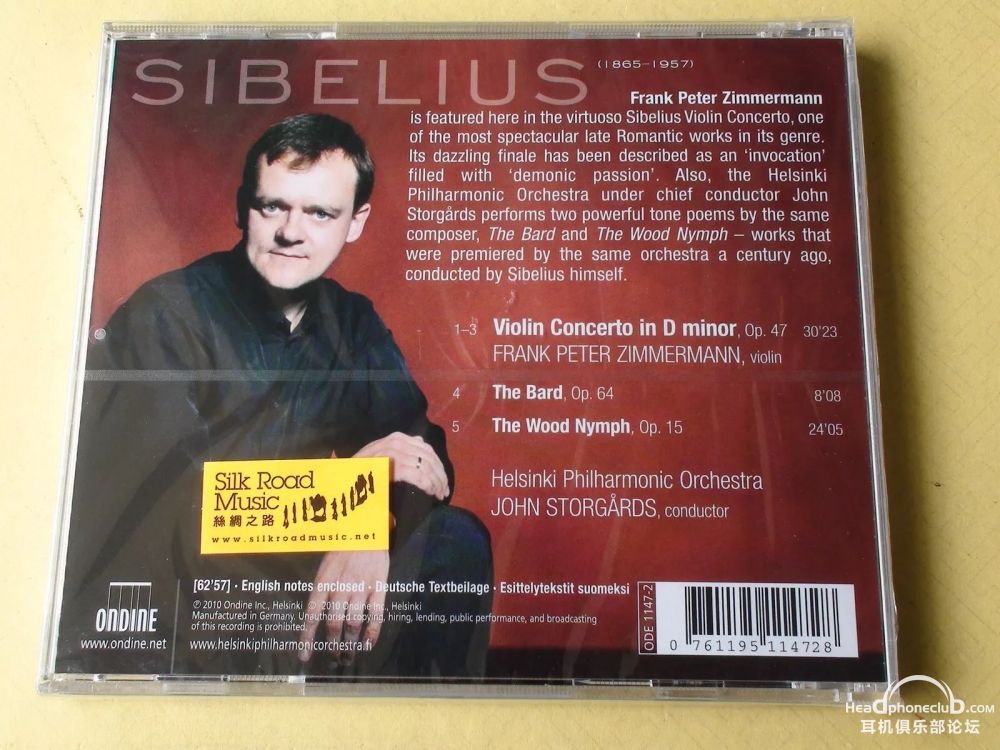 SIBELIUS (1865–1957)
Frank Peter Zimmermann
is featured here in the virtuoso Sibelius Violin Concerto, one
of the most spectacular late Romantic works in its genre.
Its dazzling finale has been described as an ‘invocation’
filled with ‘demonic passion’. Also, the Helsinki
Philharmonic Orchestra under chief conductor John
Storgårds performs two powerful tone poems by the same
composer, The Bard and The Wood Nymph – works that
were premiered by the same orchestra a century ago,
conducted by Sibelius himself.
1–3 Violin Concerto in D minor, Op. 47 30’23
FRANK PETER ZIMMERMANN, violin
4 The Bard, Op. 64 8’08
5 The Wood Nymph, Op. 15 24’05
Helsinki Philharmonic Orchestra
JOHN STORGÅRDS, conductor
Silk Road
Music
絲綢之路
www.silkroadmusic.net
[62’57] · English notes enclosed · Deutsche Textbeilage · Esittelytekstit suomeksi
℗ 2010 Ondine Inc., Helsinki © 2010 Ondine Inc., Helsinki
Manufactured in Germany. Unauthorised copying, hiring, lending, public performance, and broadcasting
of this recording is prohibited.
ONDINE
www.ondine.net
www.helsinkiphilharmonicorchestra.fi
ODE 1147-2
0 761195 114728
Headphoneclub.com
耳机俱乐部论坛